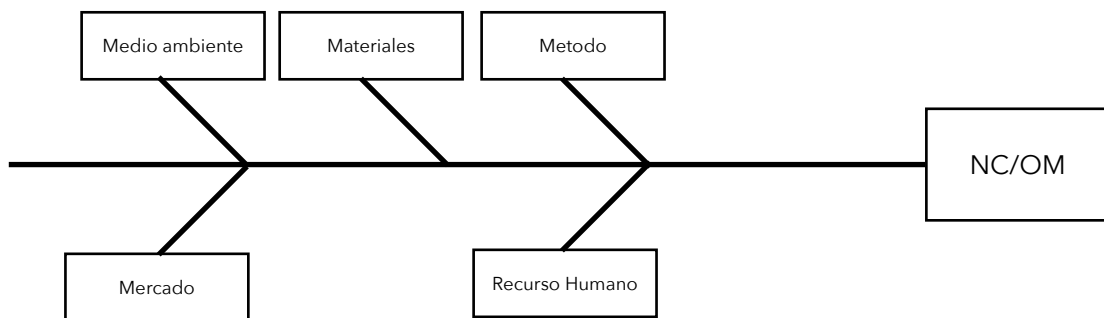 Medio ambiente
Materiales
Metodo
NC/OM
Mercado
Recurso Humano